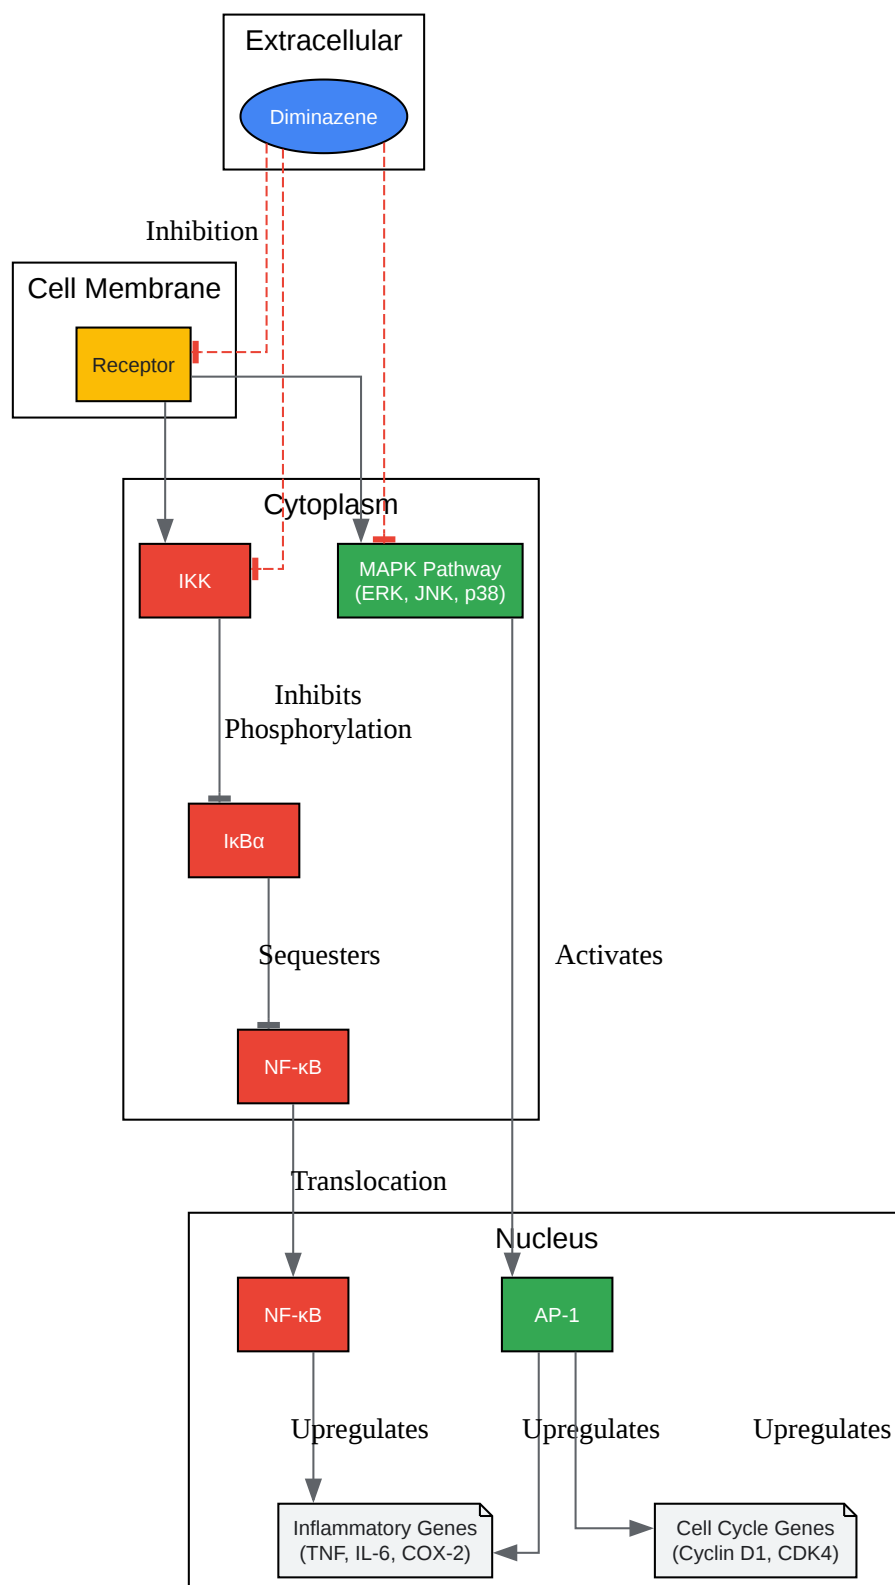 Extracellular
Diminazene
Inhibition
Cell Membrane
Receptor
Cytoplasm
IKK
MAPK Pathway
(ERK, JNK, p38)
Inhibits
Phosphorylation
IκBα
Sequesters
Activates
NF-κB
Translocation
Nucleus
NF-κB
AP-1
Upregulates
Upregulates
Upregulates
Inflammatory Genes
(TNF, IL-6, COX-2)
Cell Cycle Genes
(Cyclin D1, CDK4)